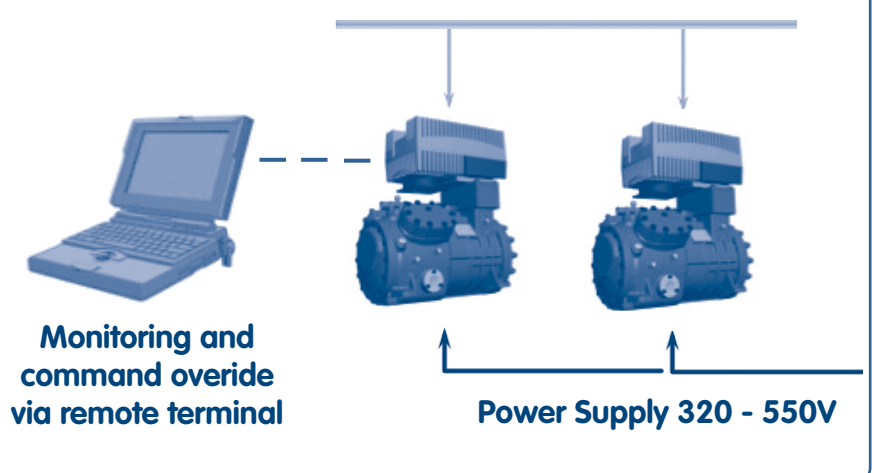 Monitoring and
command overide
via remote terminal
Power Supply 320 - 550V